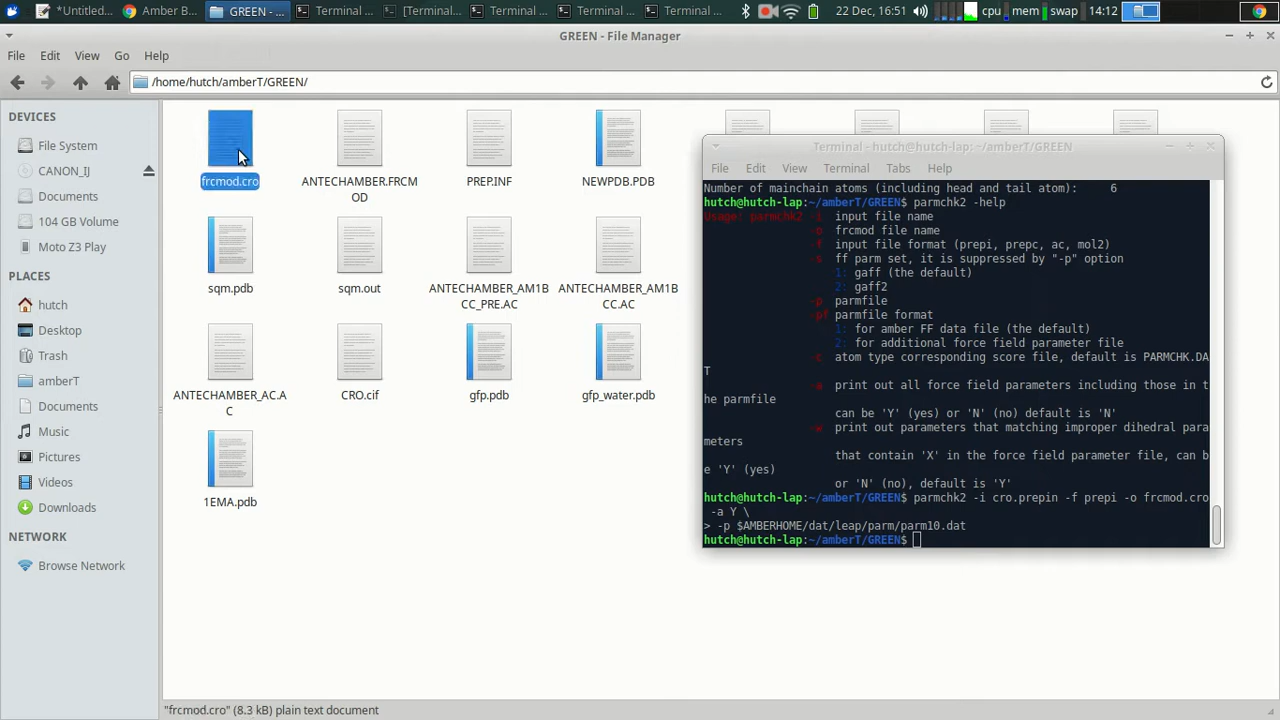 *Untitled...
Amber B...
GREEN - ...
Terminal ...
[Terminal...
Terminal ...
Terminal ...
Terminal ...
22 Dec, 16:51
cpu
mem
swap
14:12
GREEN - File Manager
File Edit View Go Help
/home/hutch/amberT/GREEN/
DEVICES
File System
CANON_IJ
Documents
104 GB Volume
Moto Z3 Play
PLACES
hutch
Desktop
Trash
amberT
Documents
Music
Pictures
Videos
Downloads
NETWORK
Browse Network
frcmod.cro
ANTECHAMBER.FRCM
OD
PREP.INF
NEWPDB.PDB
sqm.pdb
sqm.out
ANTECHAMBER_AM1B
CC_PRE.AC
ANTECHAMBER_AM1B
CC.AC
ANTECHAMBER_AC.A
C
CRO.cif
gfp.pdb
gfp_water.pdb
1EMA.pdb
Terminal - hutch@hutch-lap: ~/amberT/GREEN
File Edit View Terminal Tabs Help
Number of mainchain atoms (including head and tail atom):    6
hutch@hutch-lap:~/amberT/GREEN$ parmchk2 -help
Usage: parmchk2 -i   input file name
-o   frcmod file name
-f   input file format (prepi, prepc, ac, mol2)
-s   ff parm set, it is suppressed by "-p" option
1: gaff (the default)
2: gaff2
-p   parmfile
-pf  parmfile format
1: for amber FF data file (the default)
2: for additional force field parameter file
-c   atom type corresponding score file, default is PARMCHK.DA
T
-a   print out all force field parameters including those in t
he parmfile
can be 'Y' (yes) or 'N' (no) default is 'N'
-w   print out parameters that matching improper dihedral para
meters
that contain 'X' in the force field parameter file, can b
e 'Y' (yes)
or 'N' (no), default is 'Y'
hutch@hutch-lap:~/amberT/GREEN$ parmchk2 -i cro.prepin -f prepi -o frcmod.cro
-a Y \
> -p $AMBERHOME/dat/leap/parm/parm10.dat
hutch@hutch-lap:~/amberT/GREEN$
"frcmod.cro" (8.3 kB) plain text document